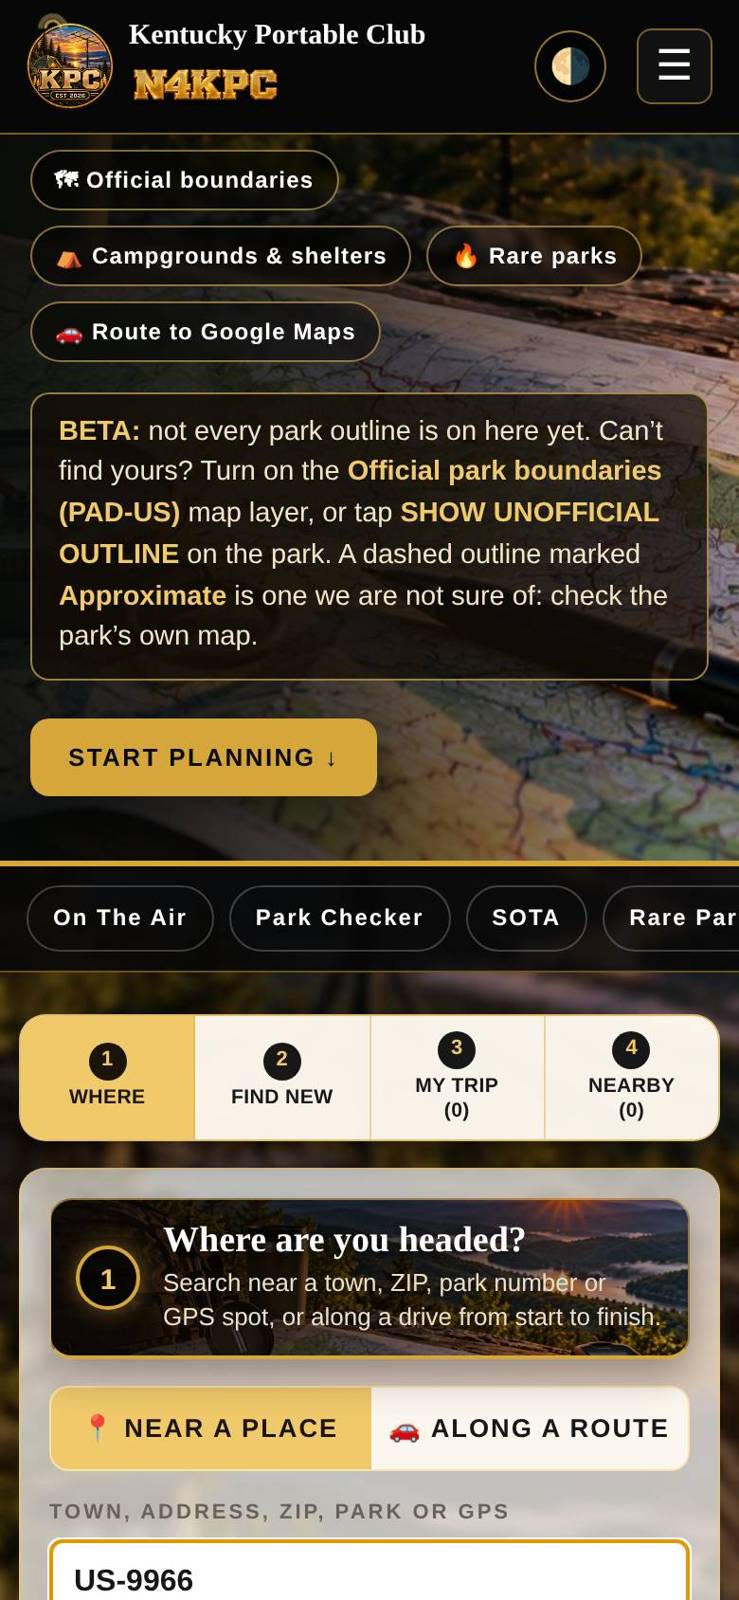 Kentucky Portable Club
KPC
EST 2026
N4KPC
Official boundaries
Campgrounds & shelters
Rare parks
Route to Google Maps
BETA: not every park outline is on here yet. Can’t
find yours? Turn on the Official park boundaries
(PAD-US) map layer, or tap SHOW UNOFFICIAL
OUTLINE on the park. A dashed outline marked
Approximate is one we are not sure of: check the
park’s own map.
START PLANNING ↓
On The Air
Park Checker
SOTA
Rare Par
1
WHERE
2
FIND NEW
3
MY TRIP
(0)
4
NEARBY
(0)
1
Where are you headed?
Search near a town, ZIP, park number or
GPS spot, or along a drive from start to finish.
NEAR A PLACE
ALONG A ROUTE
TOWN, ADDRESS, ZIP, PARK OR GPS
US-9966